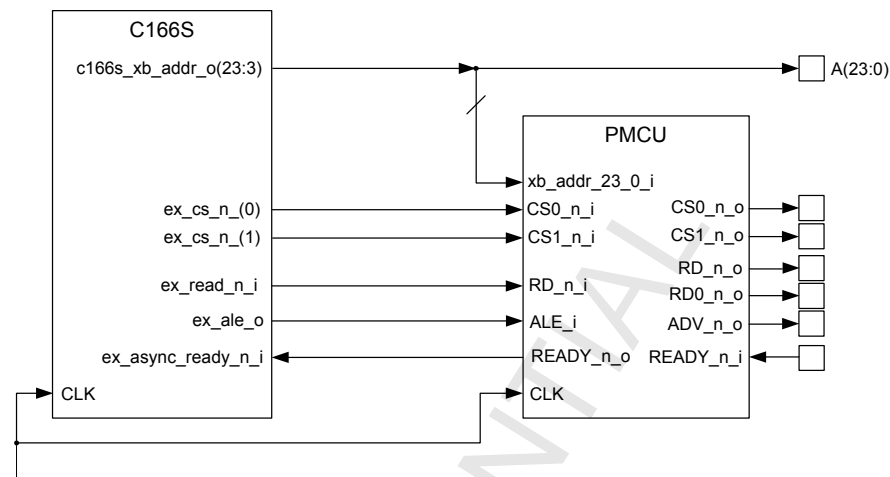 C166S
c166s_xb_addr_o(23:3)
A(23:0)
PMCU
xb_addr_23_0_i
ex_cs_n_(0)
CS0_n_i
CS0_n_o
ex_cs_n_(1)
CS1_n_i
CS1_n_o
ex_read_n_i
RD_n_i
RD_n_o
RD0_n_o
ex_ale_o
ALE_i
ADV_n_o
ex_async_ready_n_i
READY_n_o
READY_n_i
CLK
CLK
NTIAL